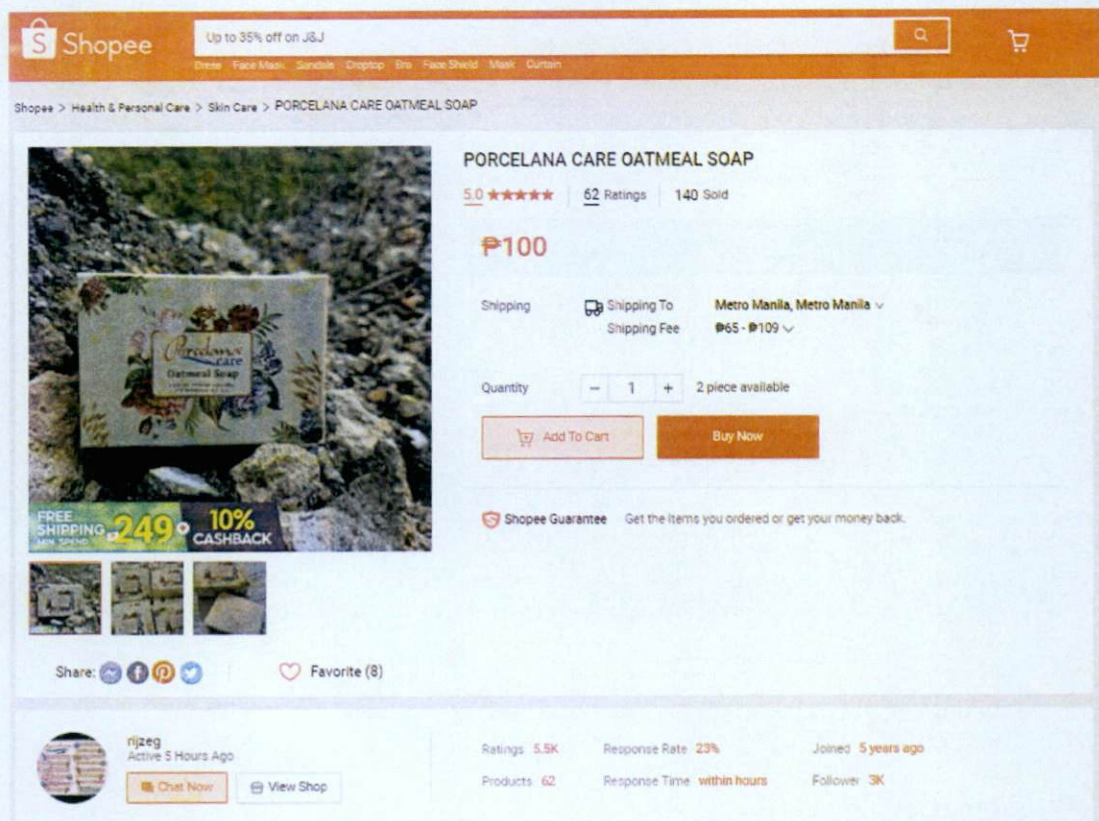 Shopee
Up to 35% off on J&J
Dress Face Mask Sandals Croptop Bra Face Shield Mask Curtain
Shopee > Health & Personal Care > Skin Care > PORCELANA CARE OATMEAL SOAP
PORCELANA CARE OATMEAL SOAP
5.0 ★★★★★ 62 Ratings 140 Sold
₱100
Shipping Shipping To Metro Manila, Metro Manila
Shipping Fee ₱65 - ₱109
Quantity - 1 + 2 piece available
Add To Cart Buy Now
Shopee Guarantee Get the items you ordered or get your money back.
Porcelana
care
Oatmeal Soap
FREE
SHIPPING
MIN. SPEND
₱249 + 10%
CASHBACK
Share: Favorite (8)
rijzeg
Active 5 Hours Ago
Chat Now View Shop
Ratings 5.5K Response Rate 23% Joined 5 years ago
Products 62 Response Time within hours Follower 3K